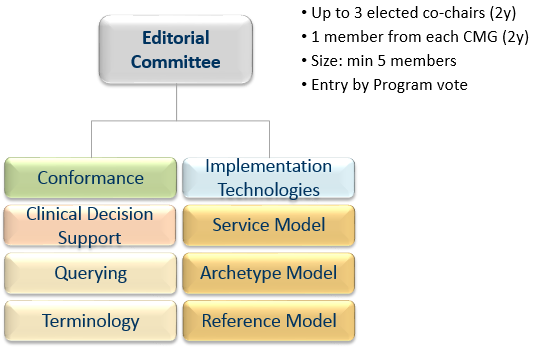 Editorial
Committee
• Up to 3 elected co-chairs (2y)
• 1 member from each CMG (2y)
• Size: min 5 members
• Entry by Program vote
Conformance
Implementation
Technologies
Clinical Decision
Support
Service Model
Querying
Archetype Model
Terminology
Reference Model